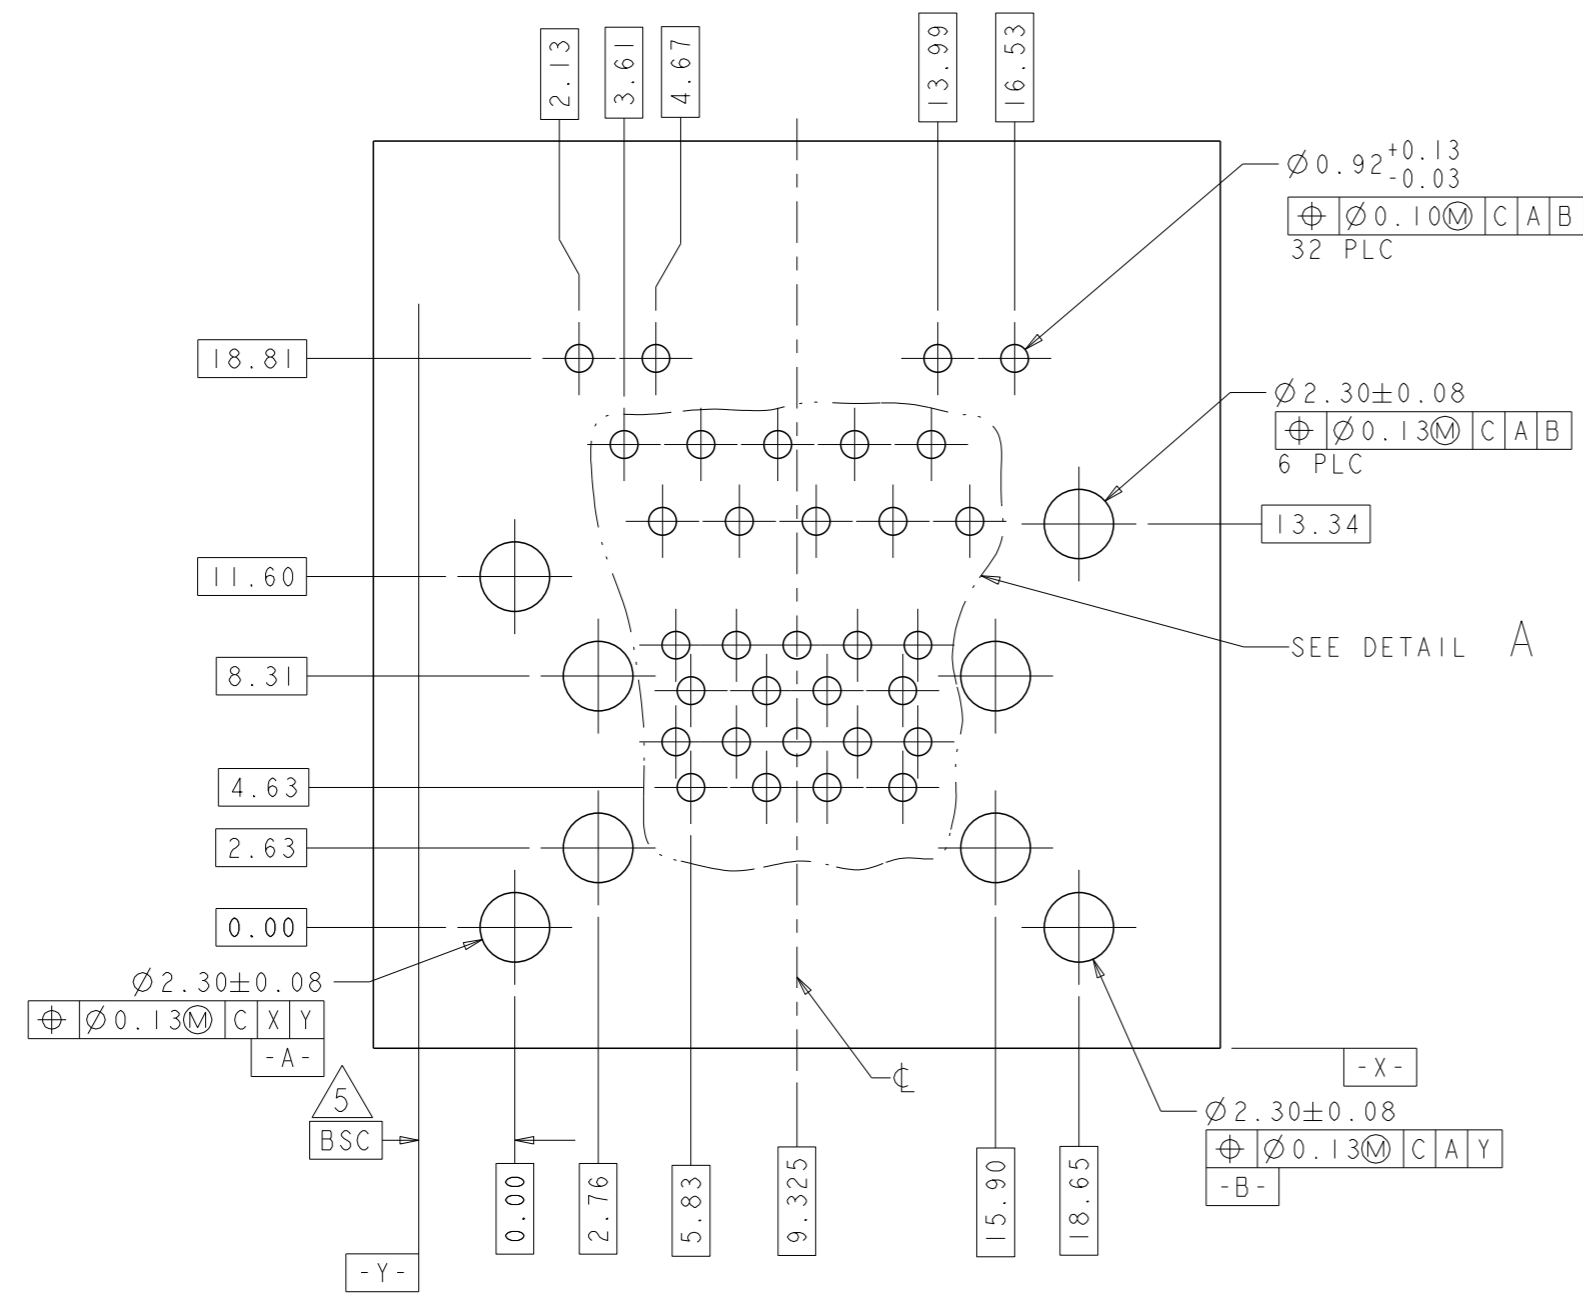 2.13
3.61
4.67
13.99
16.53
Ø0.92 +0.13
-0.03
⌖ Ø0.10Ⓜ C A B
32 PLC
18.81
Ø2.30±0.08
⌖ Ø0.13Ⓜ C A B
6 PLC
13.34
11.60
SEE DETAIL A
8.31
4.63
2.63
0.00
Ø2.30±0.08
⌖ Ø0.13Ⓜ C X Y
-A-
5
BSC
℄
-X-
Ø2.30±0.08
⌖ Ø0.13Ⓜ C A Y
-B-
0.00
2.76
5.83
9.325
15.90
18.65
-Y-